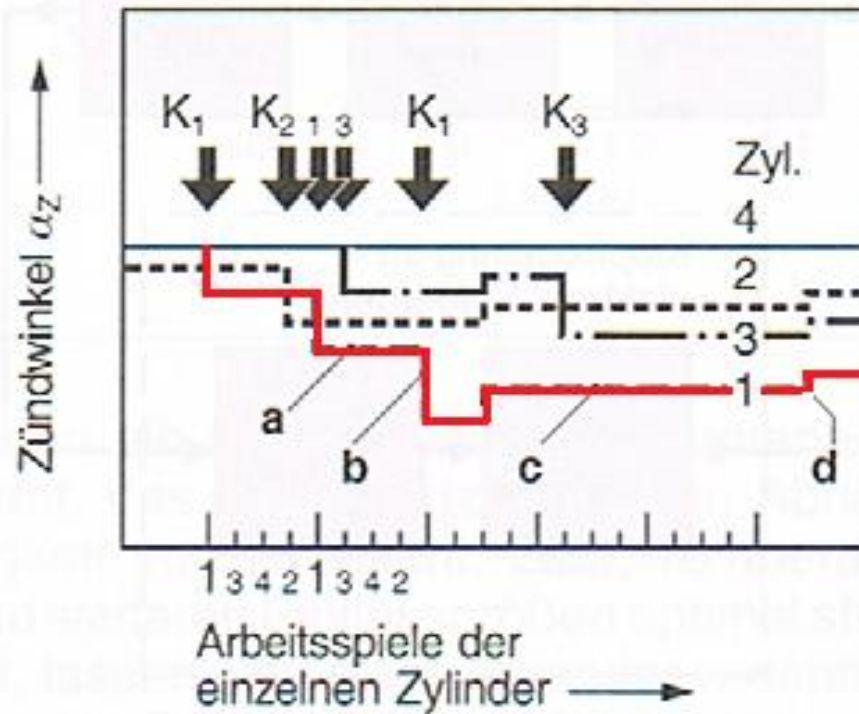 Zündwinkel αz
K1 K2 1 3 K1 K3
Zyl.
4
2
3
1
a
b
c
d
1 3 4 2 1 3 4 2
Arbeitsspiele der
einzelnen Zylinder